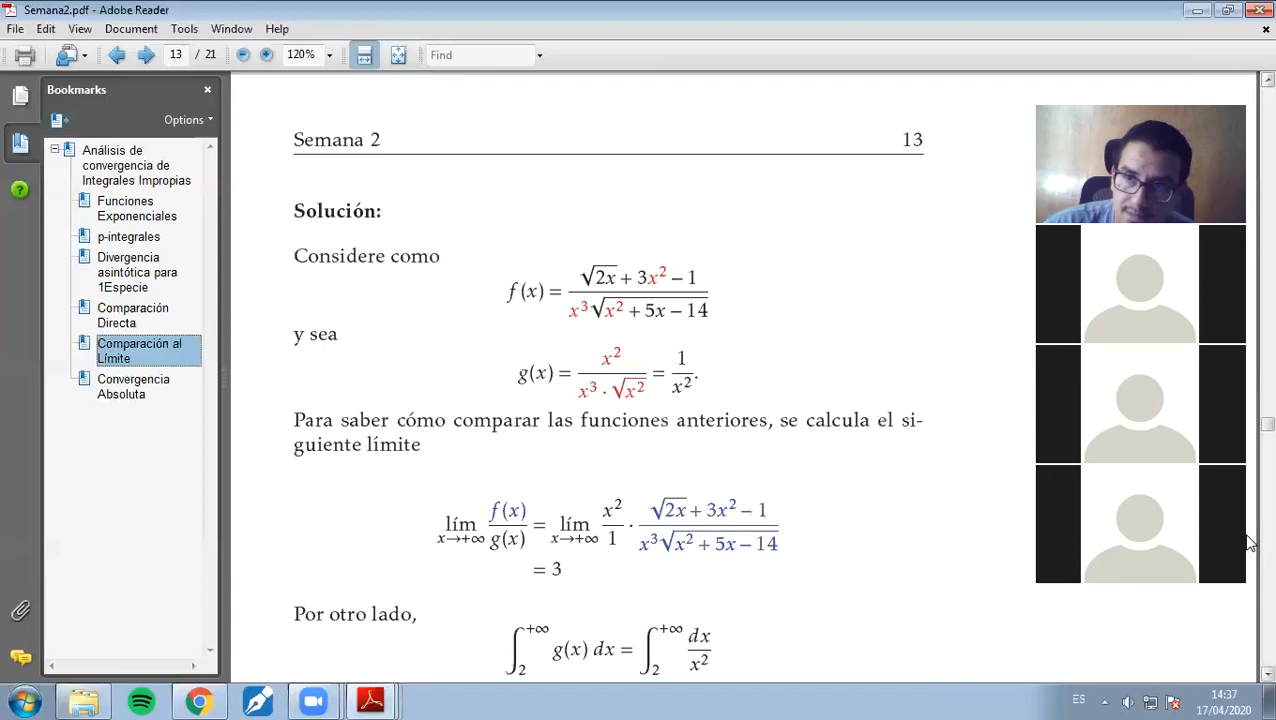 Semana2.pdf - Adobe Reader
File Edit View Document Tools Window Help
13 / 21 120% Find
Bookmarks
Options
Análisis de
convergencia de
Integrales Impropias
Funciones
Exponenciales
p-integrales
Divergencia
asintótica para
1Especie
Comparación
Directa
Comparación al
Límite
Convergencia
Absoluta
Semana 2 13
Solución:
Considere como
f(x) = (√2x + 3x² − 1) / (x³√(x² + 5x − 14))
y sea
g(x) = x² / (x³ · √x²) = 1 / x².
Para saber cómo comparar las funciones anteriores, se calcula el si-
guiente límite
lím x→+∞ f(x)/g(x) = lím x→+∞ x²/1 · (√2x + 3x² − 1) / (x³√(x² + 5x − 14))
= 3
Por otro lado,
∫₂^+∞ g(x) dx = ∫₂^+∞ dx/x²
ES 14:37
17/04/2020